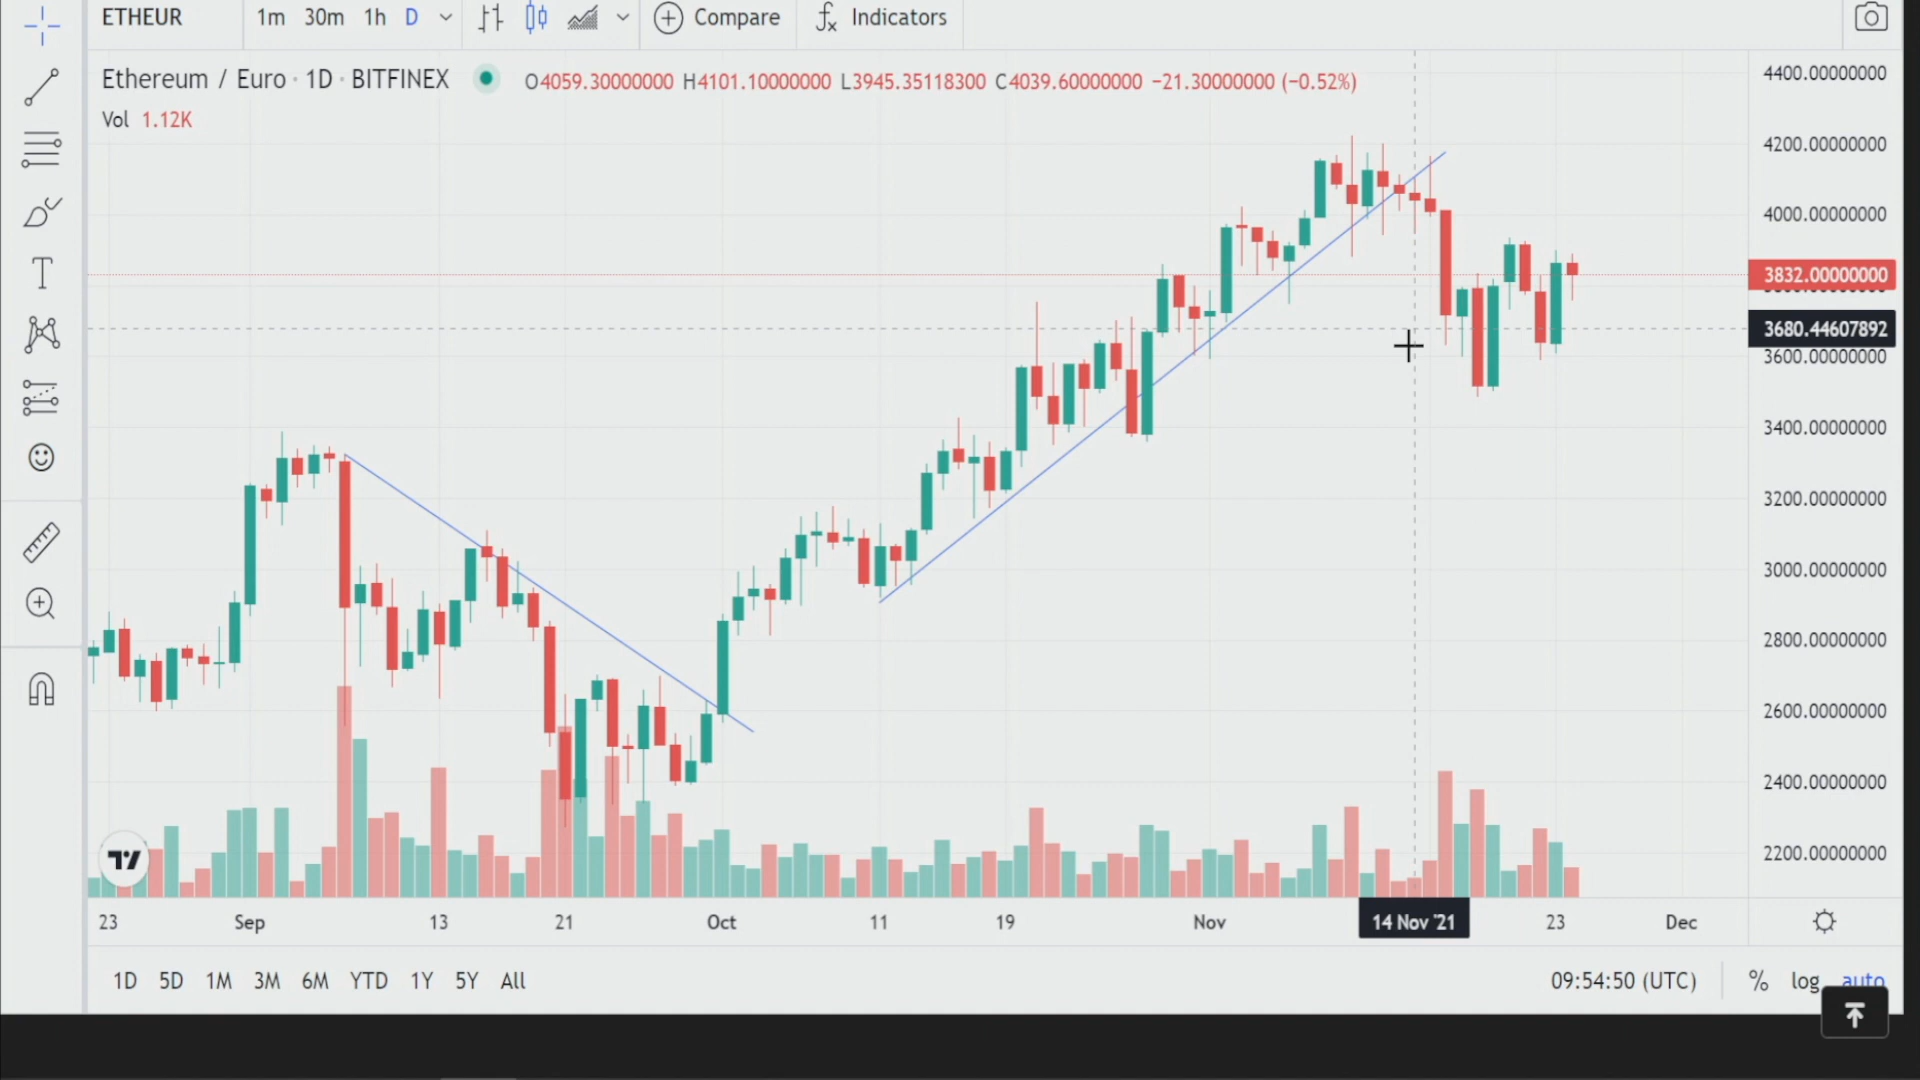 ETHEUR 1m 30m 1h D Compare fx Indicators
Ethereum / Euro · 1D · BITFINEX O4059.30000000 H4101.10000000 L3945.35118300 C4039.60000000 −21.30000000 (−0.52%)
Vol 1.12K
4400.00000000
4200.00000000
4000.00000000
3832.00000000
3680.44607892
3600.00000000
3400.00000000
3200.00000000
3000.00000000
2800.00000000
2600.00000000
2400.00000000
2200.00000000
23 Sep 13 21 Oct 11 19 Nov 14 Nov '21 23 Dec
1D 5D 1M 3M 6M YTD 1Y 5Y All 09:54:50 (UTC) % log auto